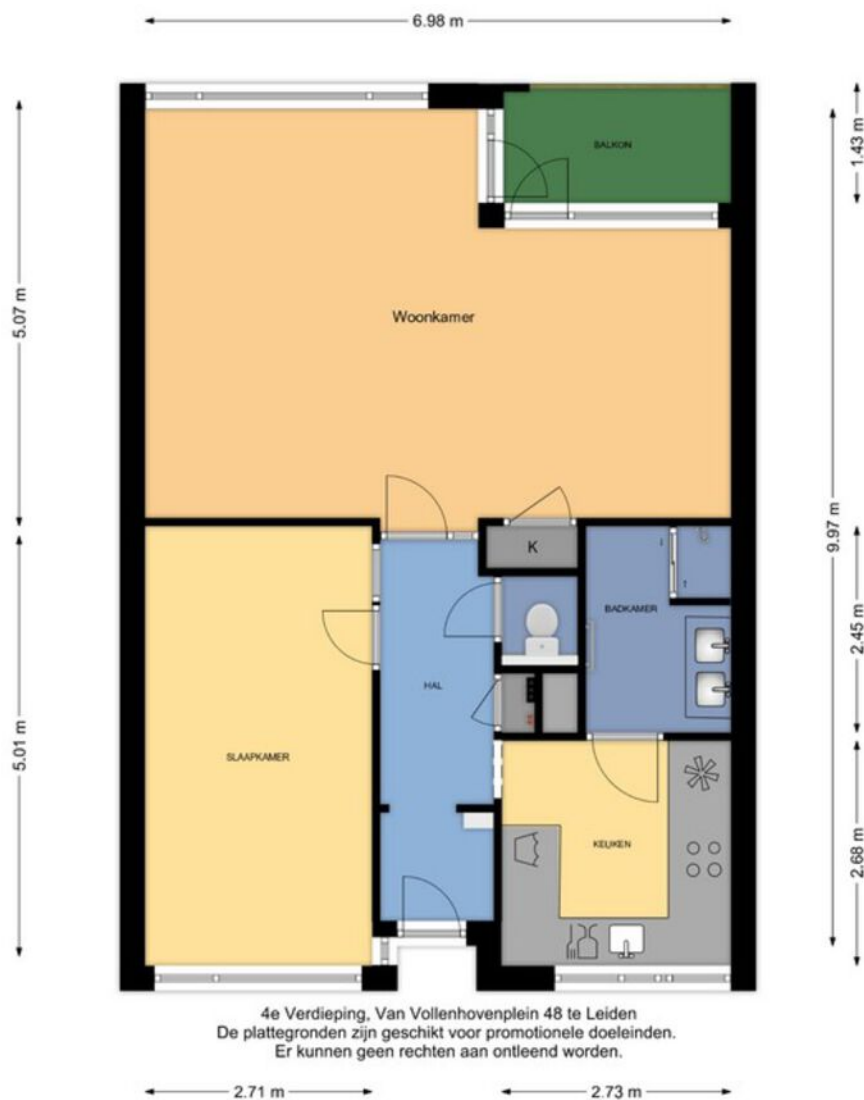 6.98 m
BALKON
1.43 m
Woonkamer
5.07 m
9.97 m
K
BADKAMER
2.45 m
HAL
SLAAPKAMER
5.01 m
KEUKEN
2.68 m
4e Verdieping, Van Vollenhovenplein 48 te Leiden
De plattegronden zijn geschikt voor promotionele doeleinden.
Er kunnen geen rechten aan ontleend worden.
2.71 m
2.73 m